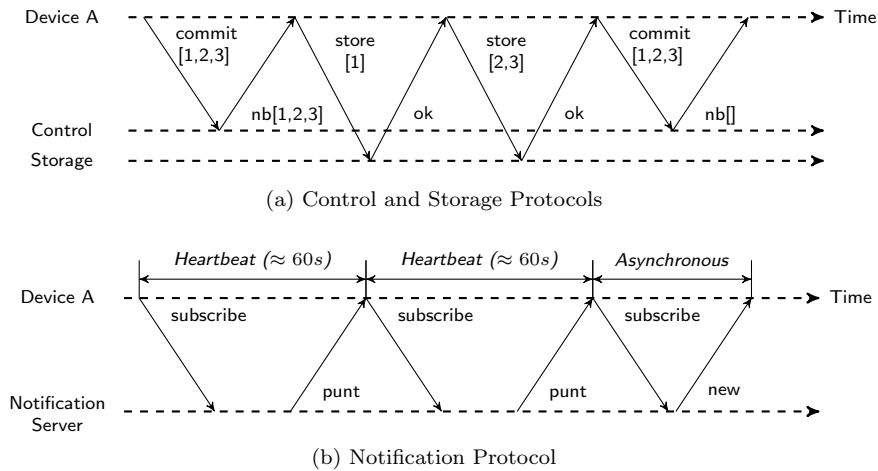 Device A
Time
commit
[1,2,3]
store
[1]
store
[2,3]
commit
[1,2,3]
nb[1,2,3]
ok
ok
nb[]
Control
Storage
(a) Control and Storage Protocols
Heartbeat (≈ 60s)
Heartbeat (≈ 60s)
Asynchronous
Device A
Time
subscribe
subscribe
subscribe
punt
punt
new
Notification
Server
(b) Notification Protocol